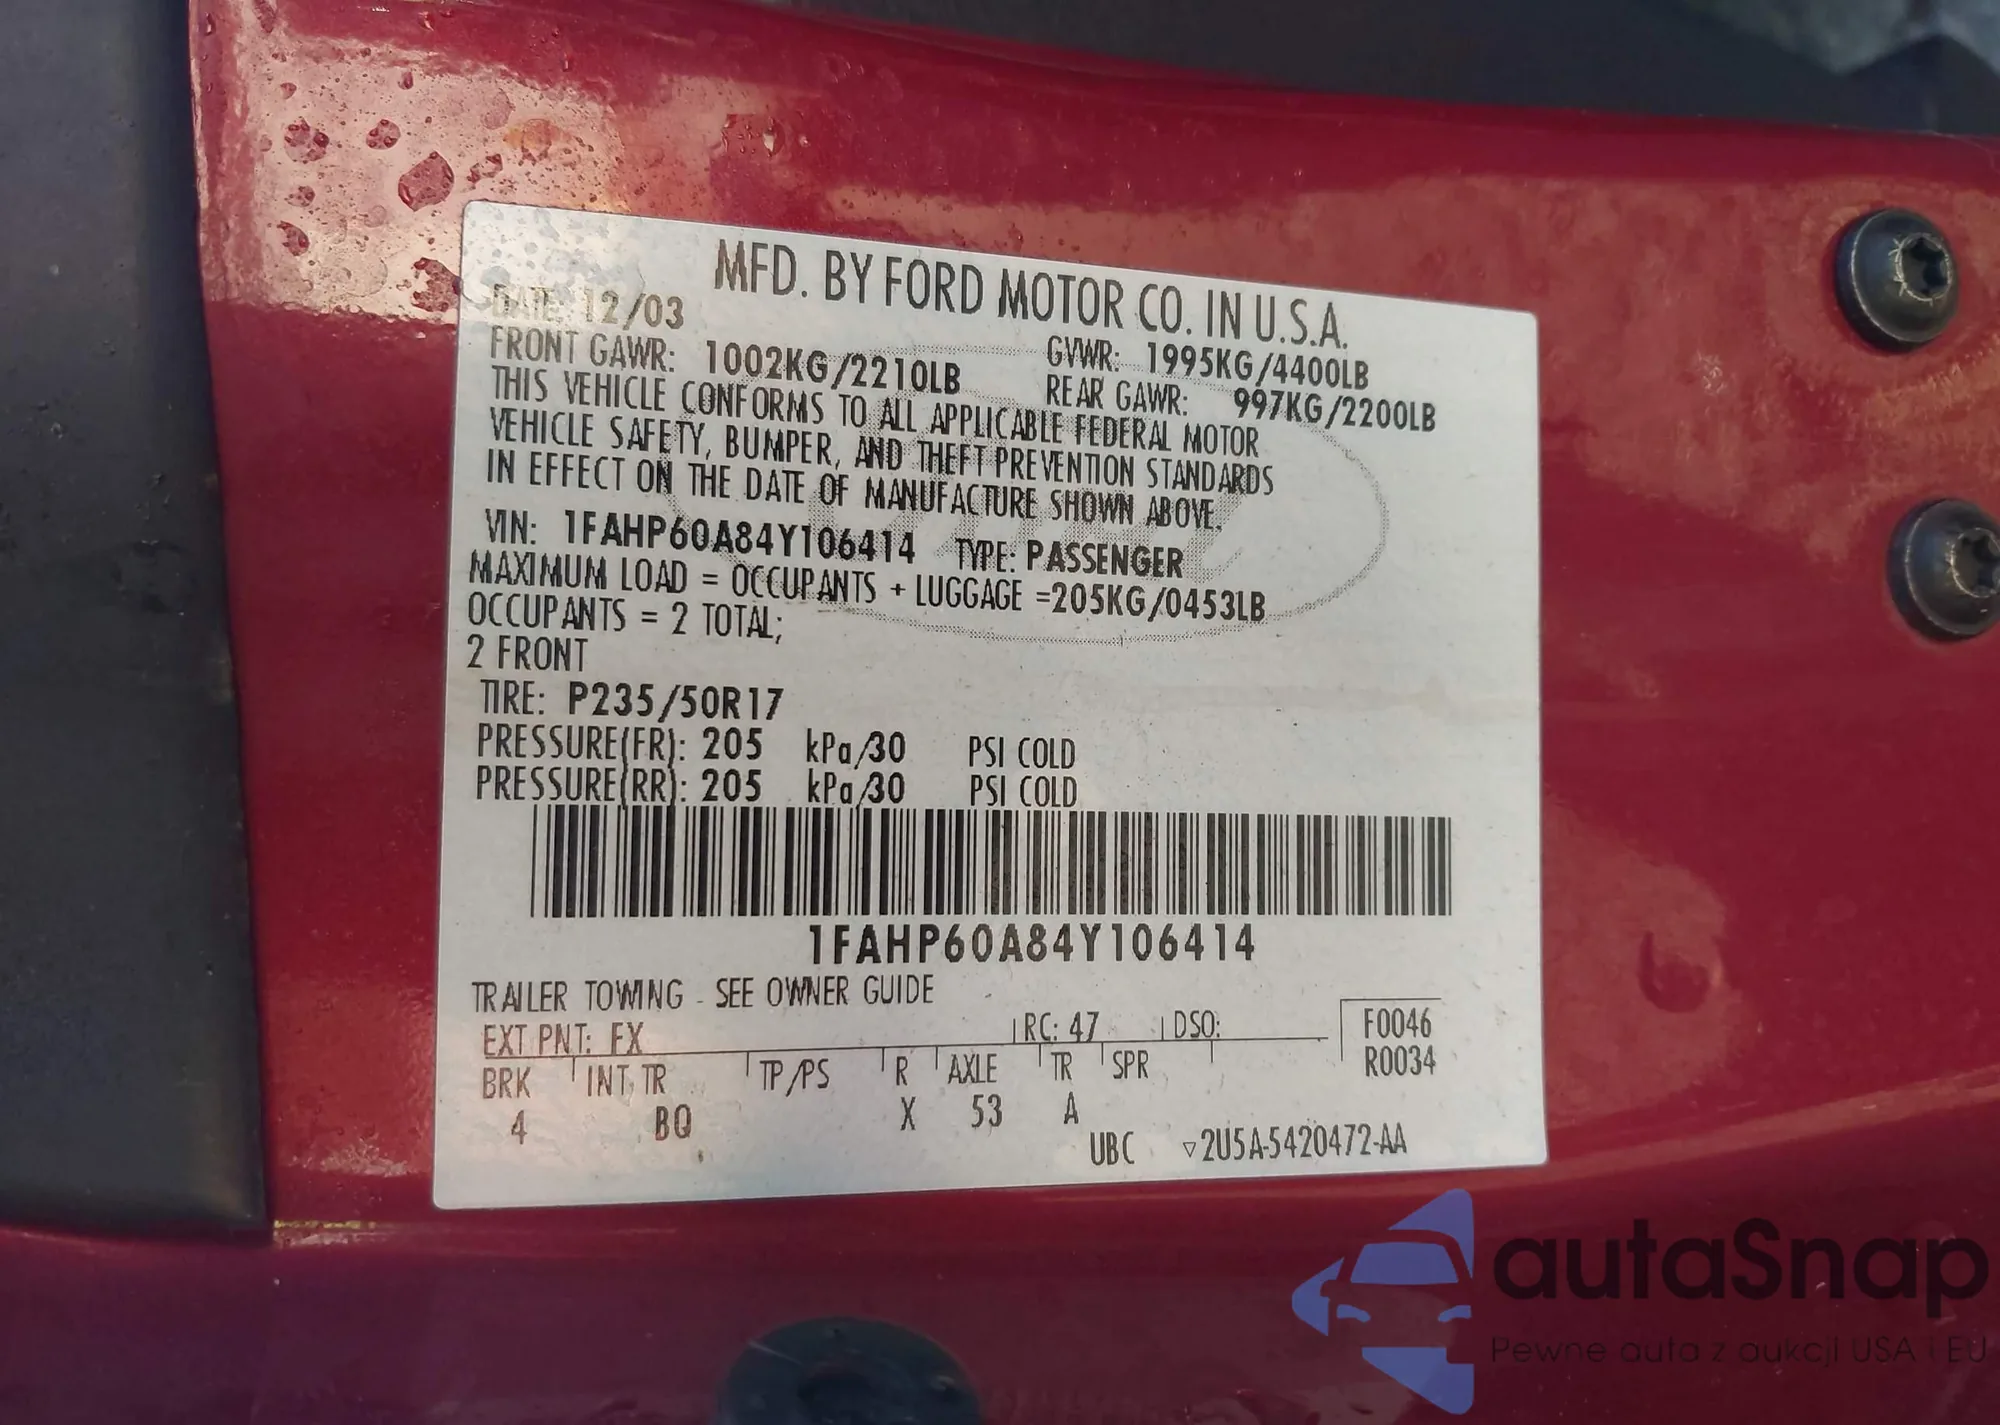 MFD. BY FORD MOTOR CO. IN U.S.A.
DATE: 12/03
GVWR: 1995KG/4400LB
FRONT GAWR: 1002KG/2210LB
REAR GAWR: 997KG/2200LB
THIS VEHICLE CONFORMS TO ALL APPLICABLE FEDERAL MOTOR
VEHICLE SAFETY, BUMPER, AND THEFT PREVENTION STANDARDS
IN EFFECT ON THE DATE OF MANUFACTURE SHOWN ABOVE.
VIN: 1FAHP60A84Y106414 TYPE: PASSENGER
MAXIMUM LOAD = OCCUPANTS + LUGGAGE =205KG/0453LB
OCCUPANTS = 2 TOTAL;
2 FRONT
TIRE: P235/50R17
PRESSURE(FR): 205 kPa/30 PSI COLD
PRESSURE(RR): 205 kPa/30 PSI COLD
1FAHP60A84Y106414
TRAILER TOWING - SEE OWNER GUIDE
EXT PNT: FX RC: 47 DSO: F0046
R0034
BRK INT TR TP/PS R AXLE TR SPR
4 BQ X 53 A
UBC ▽2U5A-5420472-AA
autaSnap
Pewne auta z aukcji USA i EU